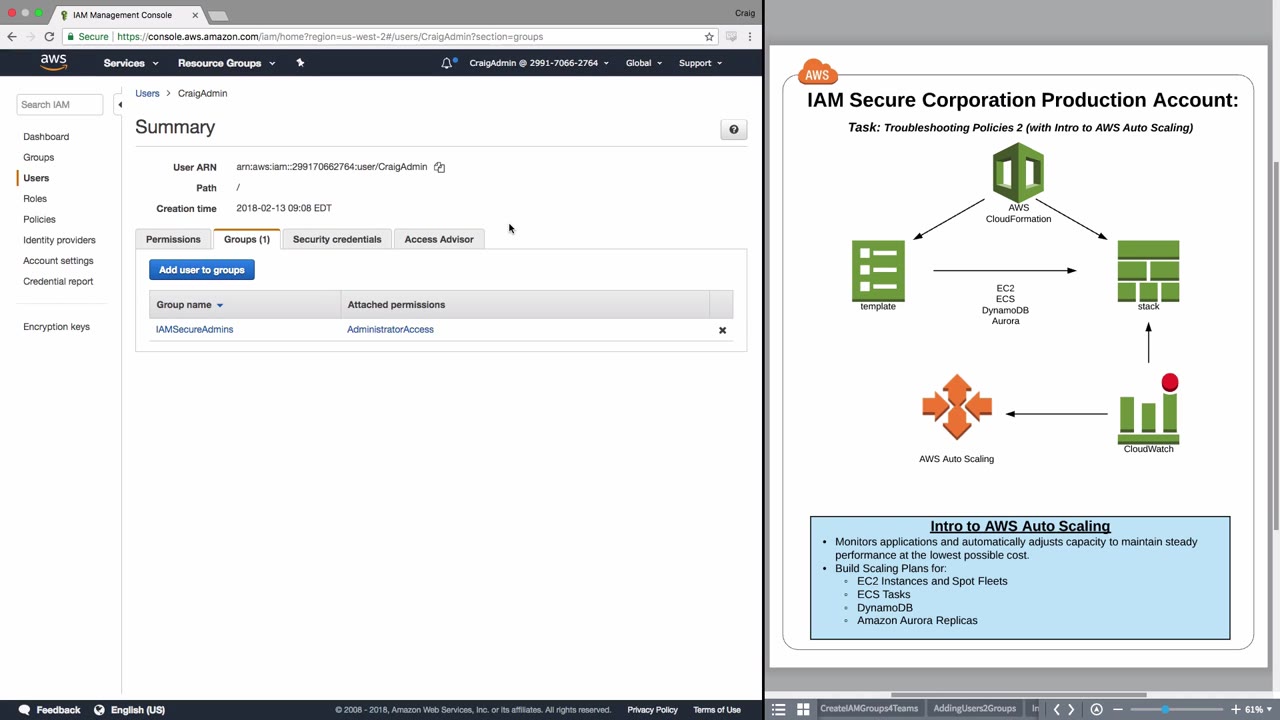 IAM Management Console
Craig
Secure https://console.aws.amazon.com/iam/home?region=us-west-2#/users/CraigAdmin?section=groups
aws Services Resource Groups CraigAdmin @ 2991-7066-2764 Global Support
Search IAM
Dashboard
Groups
Users
Roles
Policies
Identity providers
Account settings
Credential report
Encryption keys
Users > CraigAdmin
Summary
?
User ARN arn:aws:iam::299170662764:user/CraigAdmin
Path /
Creation time 2018-02-13 09:08 EDT
Permissions Groups (1) Security credentials Access Advisor
Add user to groups
Group name Attached permissions
IAMSecureAdmins AdministratorAccess
Feedback English (US) © 2008 - 2018, Amazon Web Services, Inc. or its affiliates. All rights reserved. Privacy Policy Terms of Use
AWS
IAM Secure Corporation Production Account:
Task: Troubleshooting Policies 2 (with Intro to AWS Auto Scaling)
AWS
CloudFormation
template
EC2
ECS
DynamoDB
Aurora
stack
AWS Auto Scaling
CloudWatch
Intro to AWS Auto Scaling
• Monitors applications and automatically adjusts capacity to maintain steady
performance at the lowest possible cost.
• Build Scaling Plans for:
◦ EC2 Instances and Spot Fleets
◦ ECS Tasks
◦ DynamoDB
◦ Amazon Aurora Replicas
CreateIAMGroups4Teams AddingUsers2Groups 61%